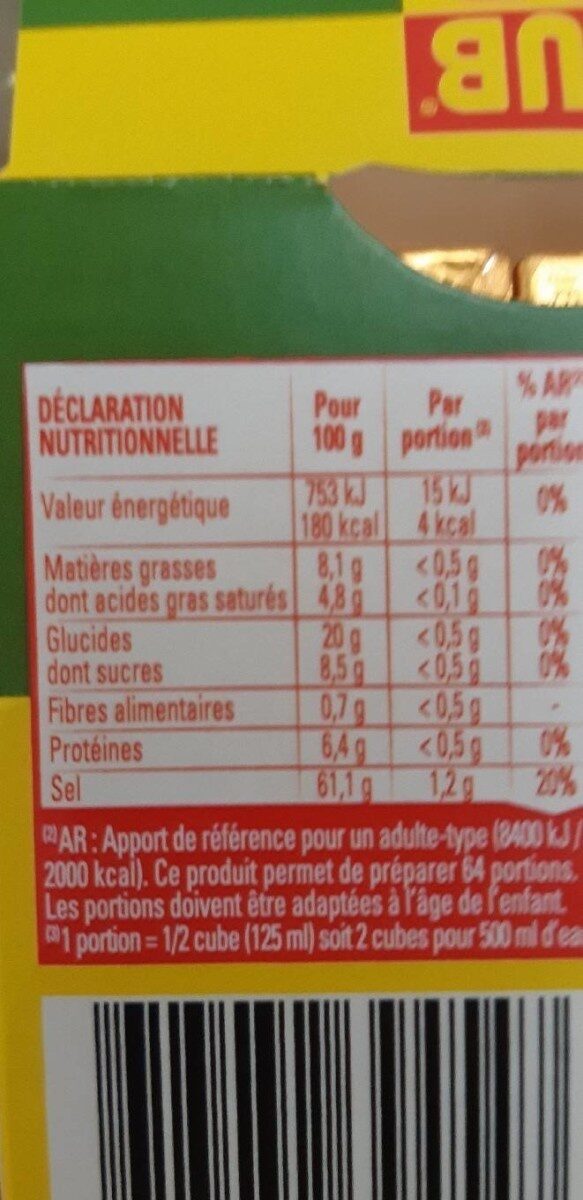 UB
DÉCLARATION NUTRITIONNELLE Pour 100 g Par portion⁽³⁾ % AR⁽²⁾ par portion
Valeur énergétique 753 kJ 180 kcal 15 kJ 4 kcal 0%
Matières grasses 8,1 g <0,5 g 0%
dont acides gras saturés 4,8 g <0,1 g 0%
Glucides 20 g <0,5 g 0%
dont sucres 8,5 g <0,5 g 0%
Fibres alimentaires 0,7 g <0,5 g -
Protéines 6,4 g <0,5 g 0%
Sel 61,1 g 1,2 g 20%
⁽²⁾AR : Apport de référence pour un adulte-type (8400 kJ /
2000 kcal). Ce produit permet de préparer 64 portions.
Les portions doivent être adaptées à l'âge de l'enfant.
⁽³⁾1 portion = 1/2 cube (125 ml) soit 2 cubes pour 500 ml d'ea